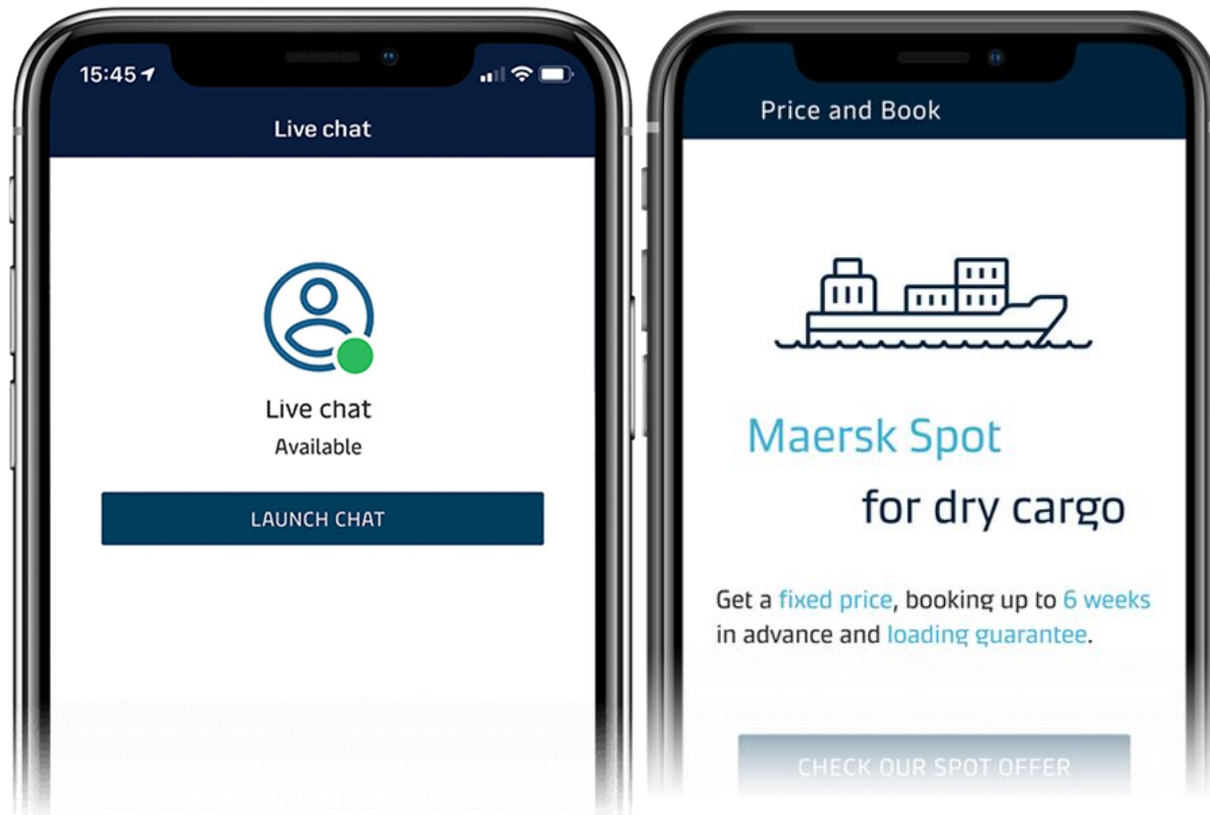 15:45
Live chat
Live chat
Available
LAUNCH CHAT
Price and Book
Maersk Spot
for dry cargo
Get a fixed price, booking up to 6 weeks
in advance and loading guarantee.
CHECK OUR SPOT OFFER